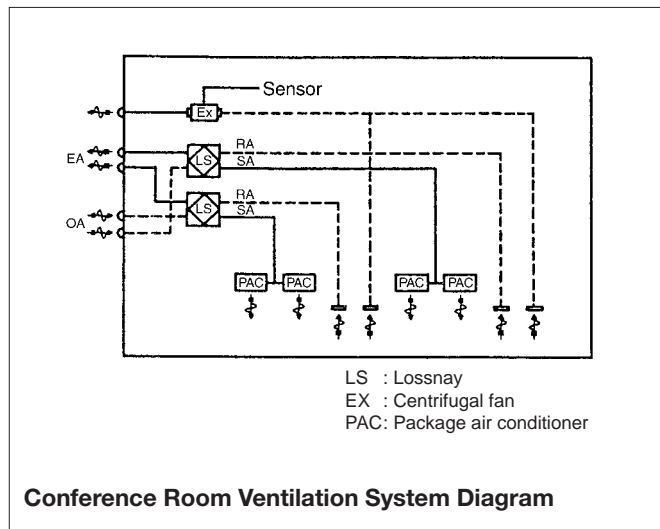 Sensor
Ex
RA
EA
LS
SA
RA
LS
SA
OA
PAC PAC PAC PAC
LS : Lossnay
EX : Centrifugal fan
PAC: Package air conditioner
Conference Room Ventilation System Diagram